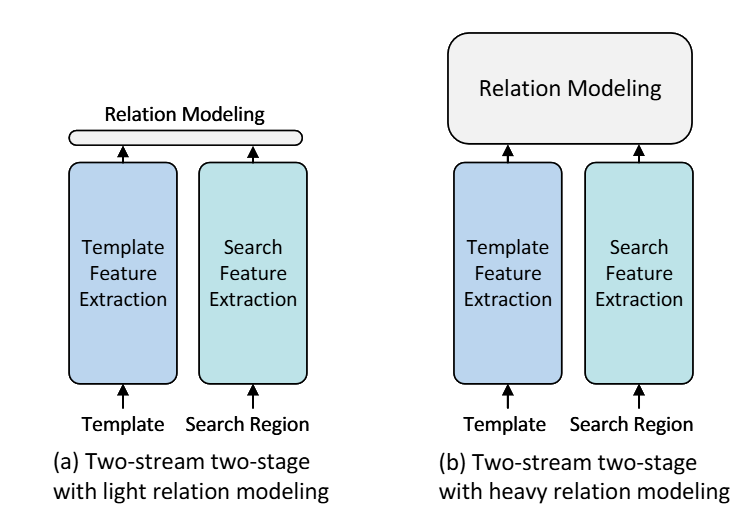 Relation Modeling
Template
Feature
Extraction
Search
Feature
Extraction
Template
Search Region
(a) Two-stream two-stage
with light relation modeling
Relation Modeling
Template
Feature
Extraction
Search
Feature
Extraction
Template
Search Region
(b) Two-stream two-stage
with heavy relation modeling